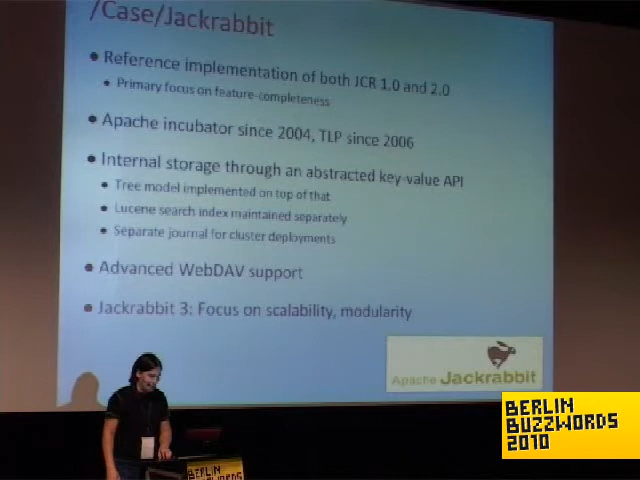 /Case/Jackrabbit
Reference implementation of both JCR 1.0 and 2.0
Primary focus on feature-completeness
Apache incubator since 2004, TLP since 2006
Internal storage through an abstracted key-value API
Tree model implemented on top of that
Lucene search index maintained separately
Separate journal for cluster deployments
Advanced WebDAV support
Jackrabbit 3: Focus on scalability, modularity
Apache Jackrabbit
BERLIN
BUZZWORDS
2010
BERLIN
BUZZWORDS